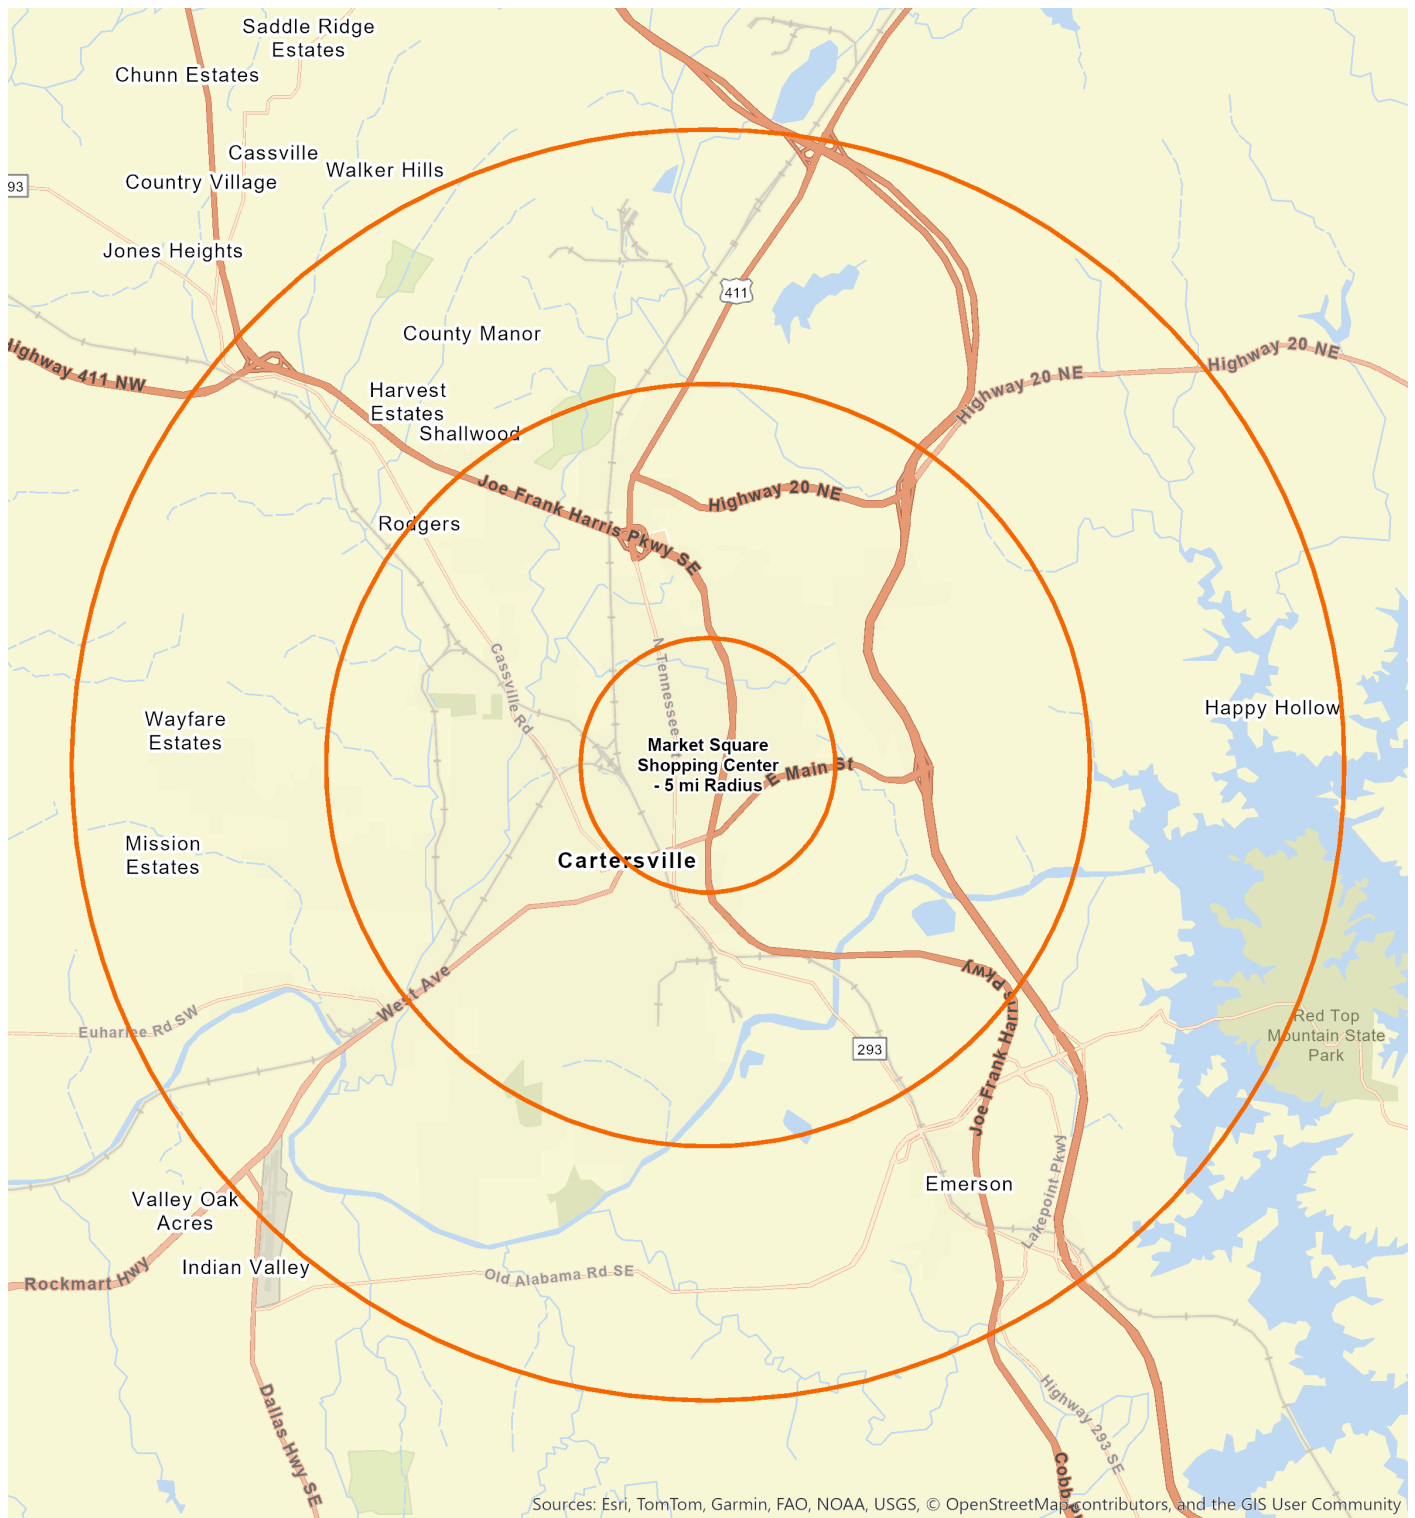 Saddle Ridge
Estates
Chunn Estates
Cassville
Walker Hills
Country Village
93
Jones Heights
411
County Manor
Highway 411 NW
Highway 20 NE
Highway 20 NE
Harvest
Estates
Shallwood
Joe Frank Harris Pkwy SE
Highway 20 NE
Rodgers
N Tennessee
Cassville Rd
Wayfare
Estates
Happy Hollow
Market Square
Shopping Center
- 5 mi Radius
E Main St
Mission
Estates
Cartersville
West Ave
Euharlee Rd SW
Joe Frank Harris Pkwy
Red Top
Mountain State
Park
293
Emerson
Lakepoint Pkwy
Valley Oak
Acres
Indian Valley
Rockmart Hwy
Old Alabama Rd SE
Dallas Hwy SE
Highway 293 SE
Cobb
Sources: Esri, TomTom, Garmin, FAO, NOAA, USGS, © OpenStreetMap contributors, and the GIS User Community